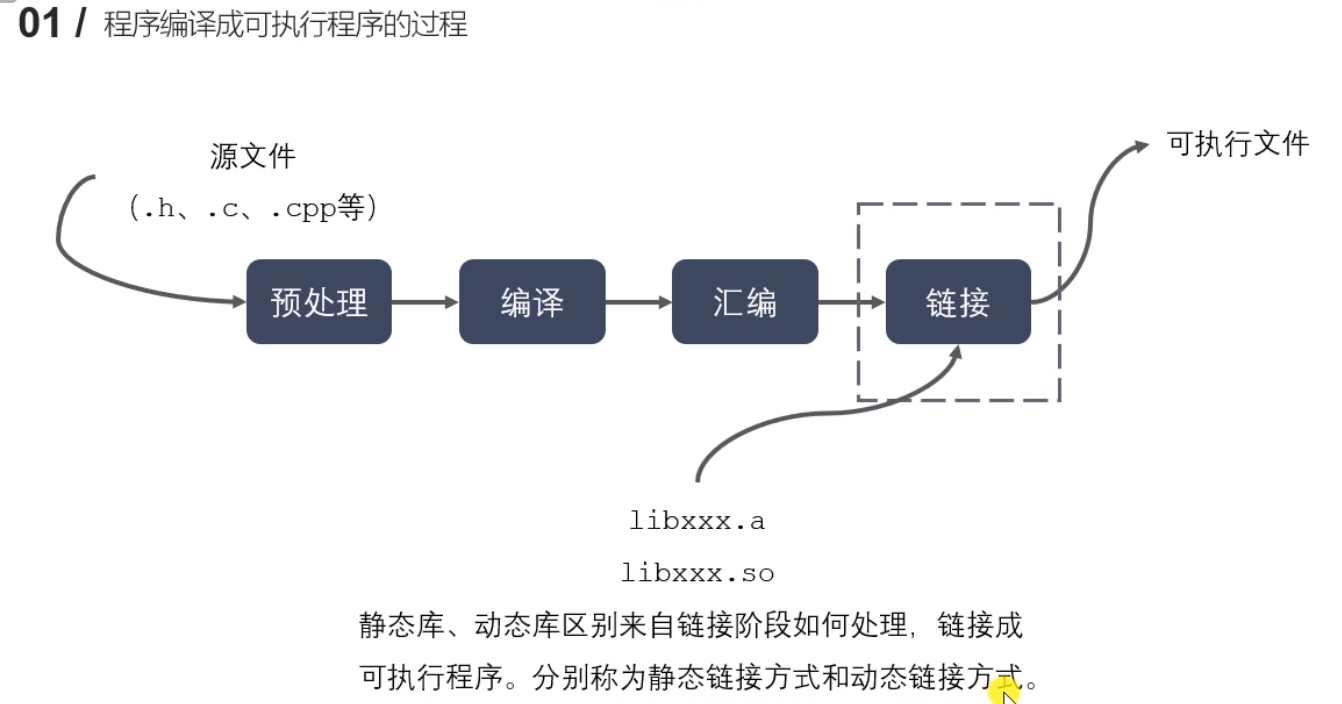 01 / 程序编译成可执行程序的过程
源文件
（.h、.c、.cpp等）
可执行文件
预处理
编译
汇编
链接
libxxx.a
libxxx.so
静态库、动态库区别来自链接阶段如何处理，链接成
可执行程序。分别称为静态链接方式和动态链接方式。